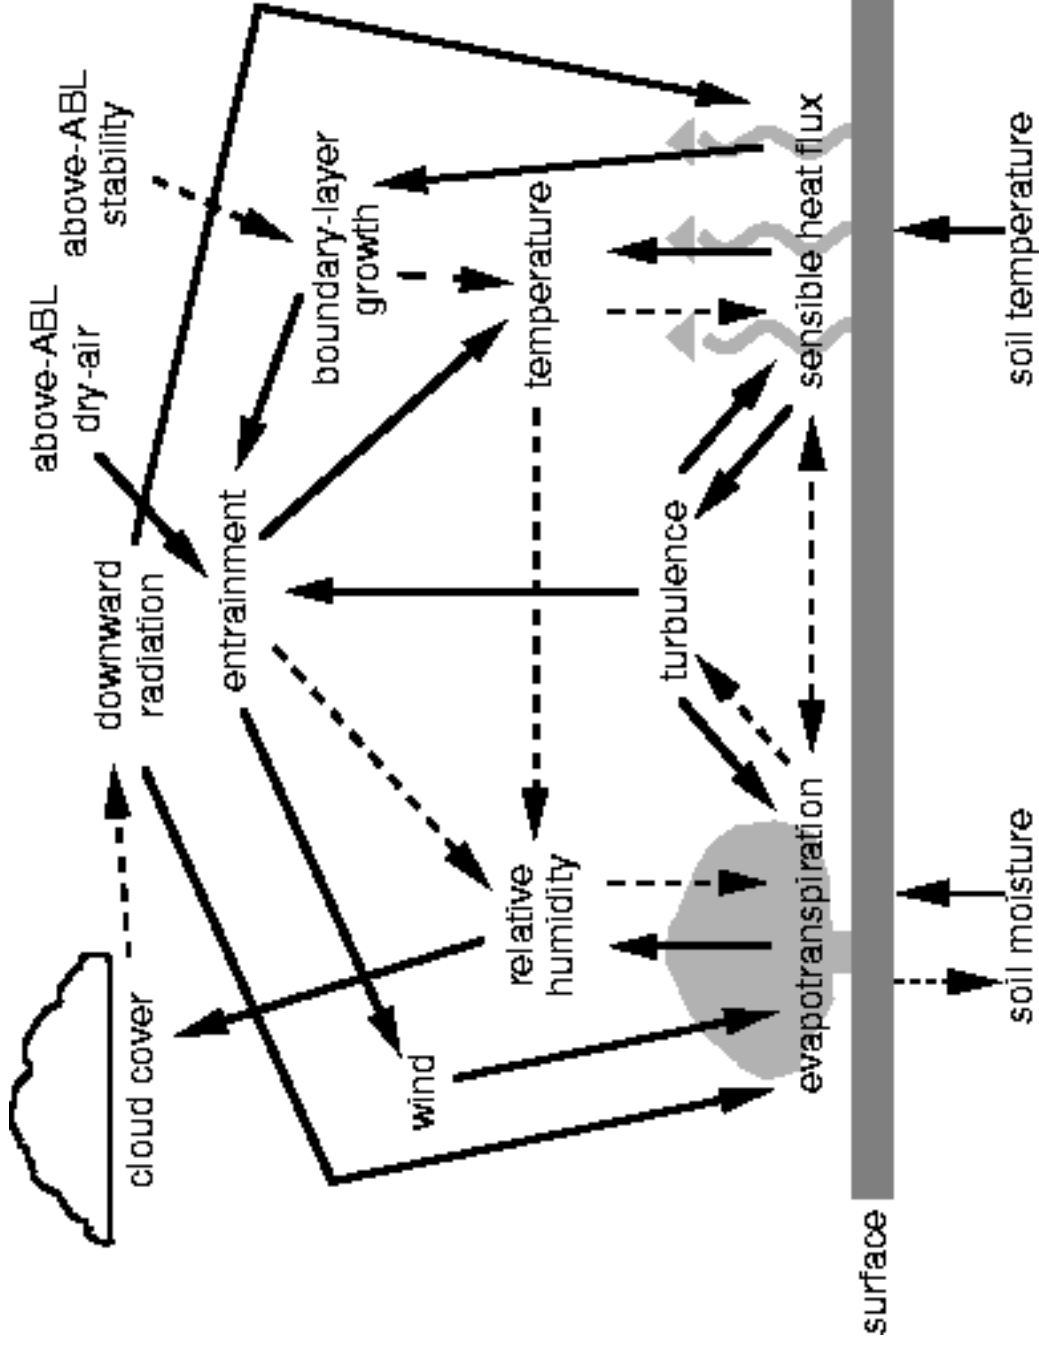 cloud cover
downward
radiation
above-ABL
dry-air
above-ABL
stability
entrainment
boundary-layer
growth
wind
relative
humidity
temperature
turbulence
evapotranspiration
sensible heat flux
surface
soil moisture
soil temperature